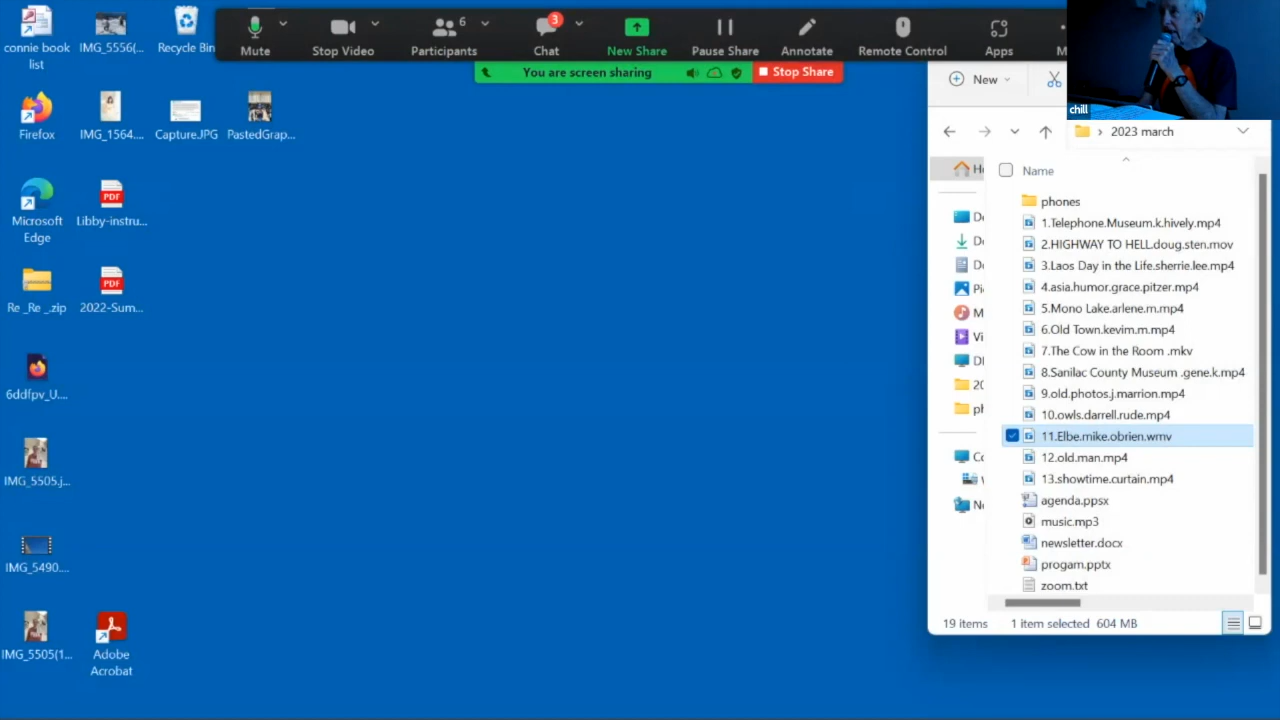 connie book
list
IMG_5556(...
Recycle Bin
6
3
Mute
Stop Video
Participants
Chat
New Share
Pause Share
Annotate
Remote Control
Apps
M
You are screen sharing
Stop Share
chill
New
2023 march
Firefox
IMG_1564....
Capture.JPG
PastedGrap...
Name
phones
1.Telephone.Museum.k.hively.mp4
2.HIGHWAY TO HELL.doug.sten.mov
3.Laos Day in the Life.sherrie.lee.mp4
4.asia.humor.grace.pitzer.mp4
5.Mono Lake.arlene.m.mp4
6.Old Town.kevim.m.mp4
7.The Cow in the Room .mkv
8.Sanilac County Museum .gene.k.mp4
9.old.photos.j.marrion.mp4
10.owls.darrell.rude.mp4
11.Elbe.mike.obrien.wmv
12.old.man.mp4
13.showtime.curtain.mp4
agenda.ppsx
music.mp3
newsletter.docx
progam.pptx
zoom.txt
Microsoft
Edge
PDF
Libby-instru...
Re _Re _.zip
PDF
2022-Sum...
6ddfpv_U....
IMG_5505.j...
IMG_5490....
IMG_5505(1...
Adobe
Acrobat
19 items
1 item selected 604 MB